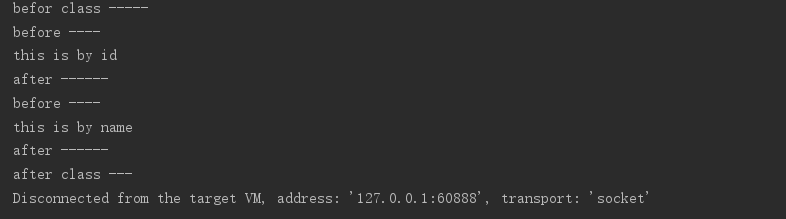 befor class -----
before ----
this is by id
after ------
before ----
this is by name
after ------
after class ---
Disconnected from the target VM, address: '127.0.0.1:60888', transport: 'socket'